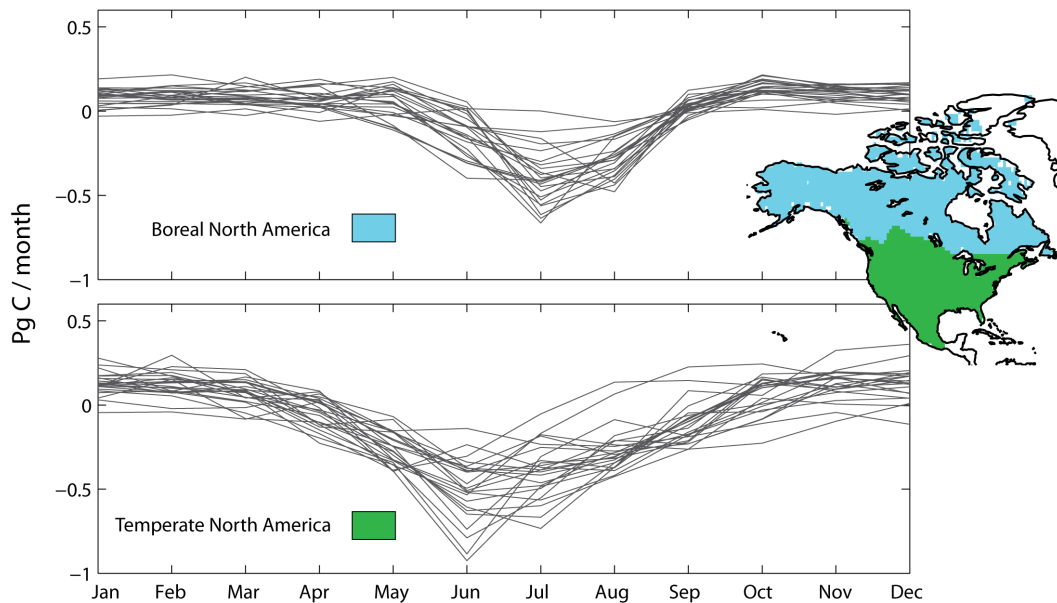 Pg C / month
0.5
0
−0.5
−1
Boreal North America
0.5
0
−0.5
−1
Temperate North America
Jan Feb Mar Apr May Jun Jul Aug Sep Oct Nov Dec